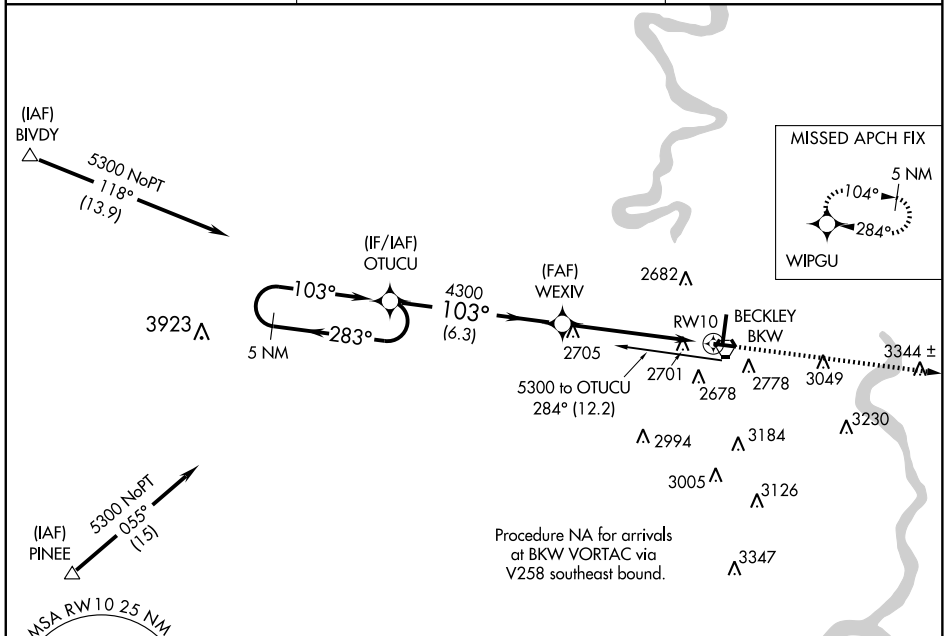 (IAF)
BIVDY
5300 NoPT
118°
(13.9)
MISSED APCH FIX
5 NM
104°
284°
WIPGU
(IF/IAF)
OTUCU
103°
283°
5 NM
3923
4300
103°
(6.3)
(FAF)
WEXIV
2682
RW10
BECKLEY
BKW
2705
2701
2678
2778
3049
3344 ±
5300 to OTUCU
284° (12.2)
2994
3184
3230
3005
3126
3347
(IAF)
PINEE
5300 NoPT
055°
(15)
Procedure NA for arrivals
at BKW VORTAC via
V258 southeast bound.
MSA RW10 25 NM